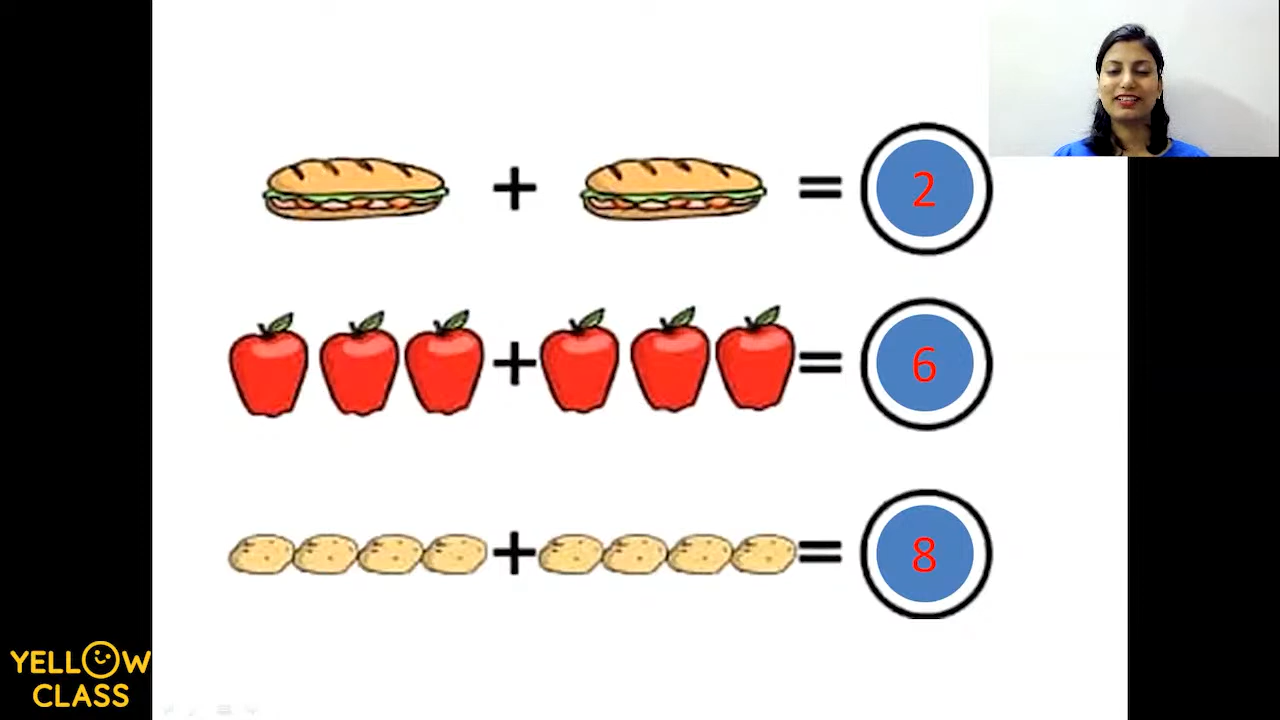 + = 2
+ = 6
+ = 8
YELLOW
CLASS